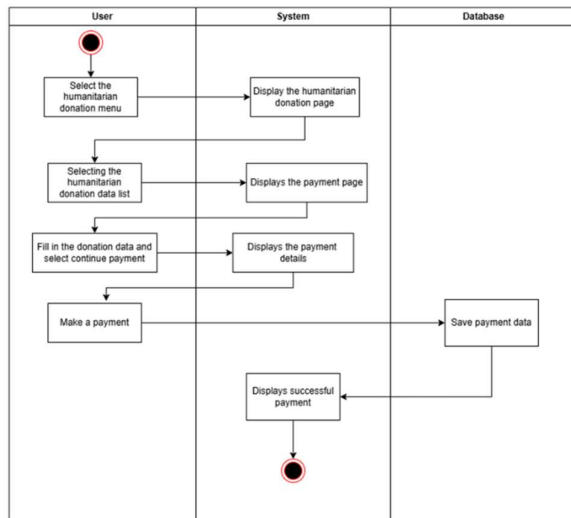 User
System
Database
Select the
humanitarian
donation menu
Display the humanitarian
donation page
Selecting the
humanitarian
donation data list
Displays the payment page
Fill in the donation data and
select continue payment
Displays the payment
details
Make a payment
Save payment data
Displays successful
payment